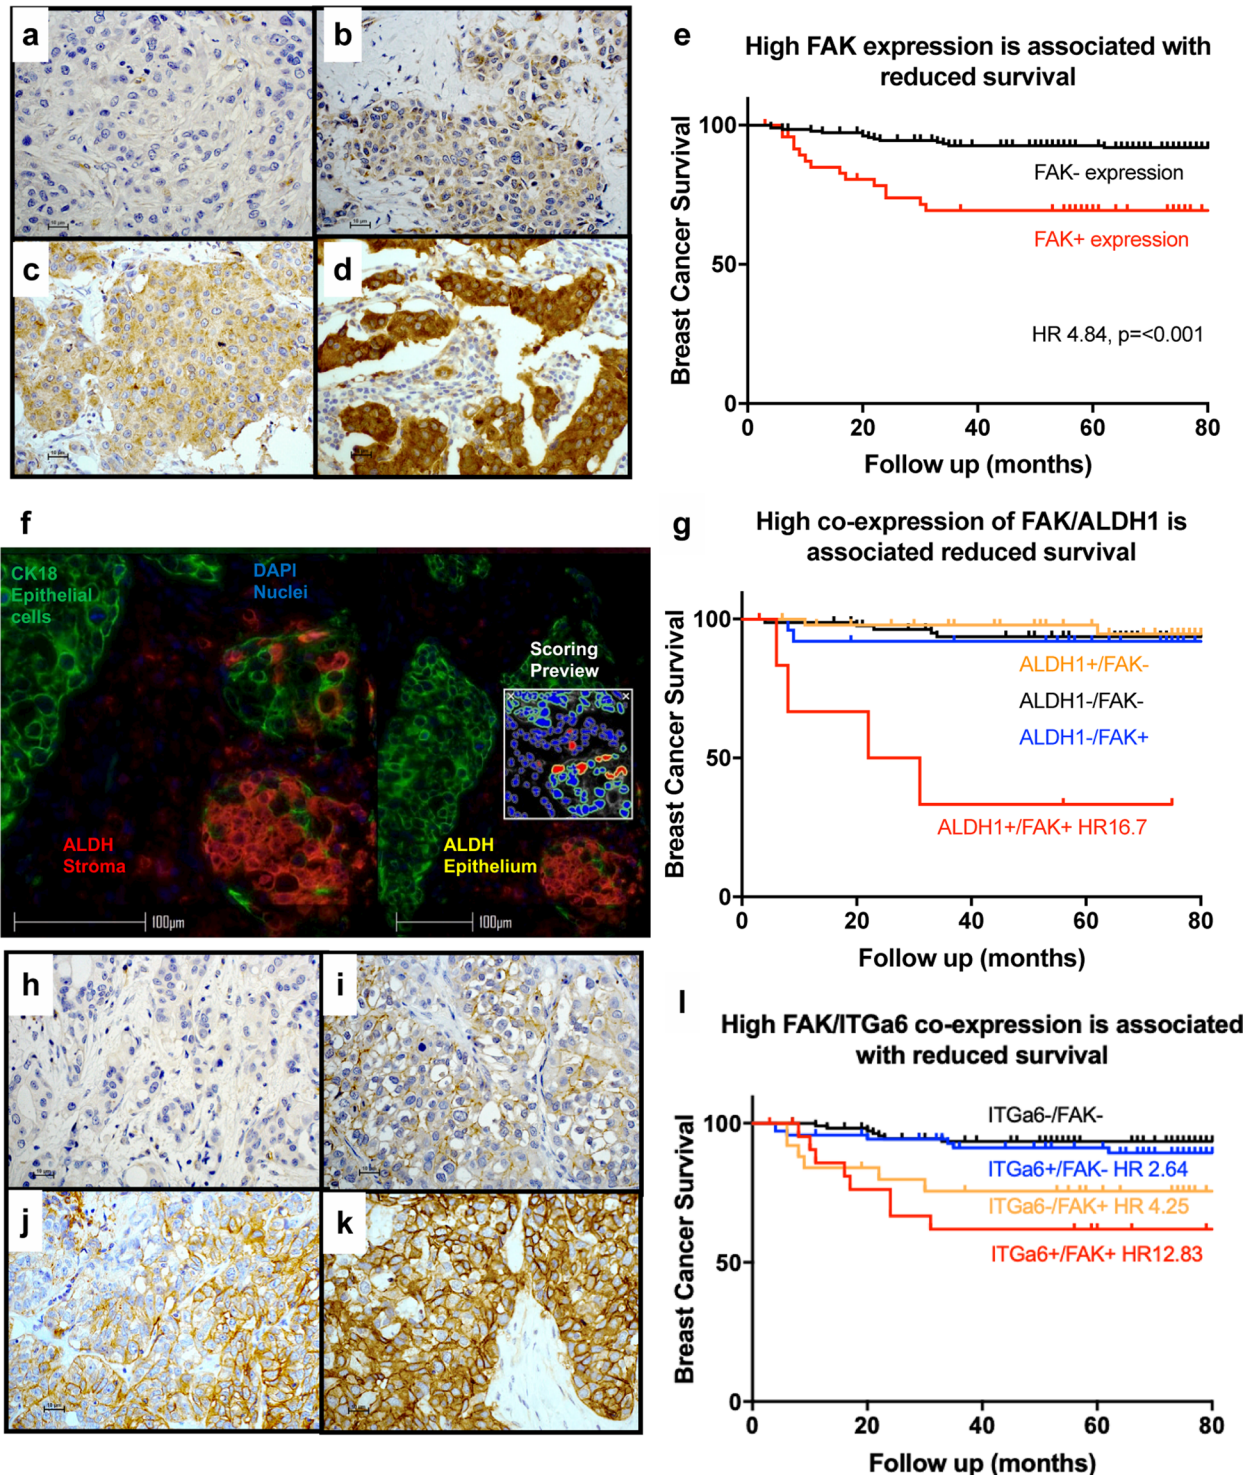 a
b
c
d
e
High FAK expression is associated with
reduced survival
Breast Cancer Survival
100
50
0
FAK- expression
FAK+ expression
HR 4.84, p=<0.001
0 20 40 60 80
Follow up (months)
f
CK18
Epithelial
cells
DAPI
Nuclei
Scoring
Preview
ALDH
Stroma
ALDH
Epithelium
100µm
100µm
g
High co-expression of FAK/ALDH1 is
associated reduced survival
Breast Cancer Survival
100
50
0
ALDH1+/FAK-
ALDH1-/FAK-
ALDH1-/FAK+
ALDH1+/FAK+ HR16.7
0 20 40 60 80
Follow up (months)
h
i
j
k
l
High FAK/ITGa6 co-expression is associated
with reduced survival
Breast Cancer Survival
100
50
0
ITGa6-/FAK-
ITGa6+/FAK- HR 2.64
ITGa6-/FAK+ HR 4.25
ITGa6+/FAK+ HR12.83
0 20 40 60 80
Follow up (months)